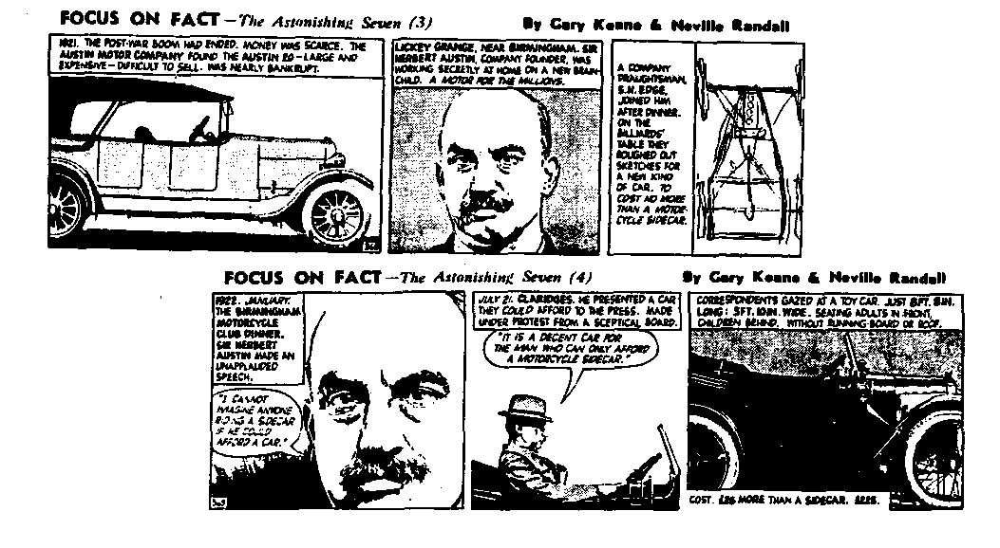 FOCUS ON FACT—The Astonishing Seven (3)
By Gary Keane & Neville Randall
1921. THE POST-WAR BOOM HAD ENDED. MONEY WAS SCARCE. THE
AUSTIN MOTOR COMPANY FOUND THE AUSTIN 20—LARGE AND
EXPENSIVE—DIFFICULT TO SELL. WAS NEARLY BANKRUPT.
LICKEY GRANGE, NEAR BIRMINGHAM. SIR
HERBERT AUSTIN, COMPANY FOUNDER, WAS
WORKING SECRETLY AT HOME ON A NEW BRAIN-
CHILD. A MOTOR FOR THE MILLIONS.
A COMPANY
DRAUGHTSMAN,
S.H. EDGE,
JOINED HIM
AFTER DINNER.
ON THE
BILLIARDS'
TABLE THEY
ROUGHED OUT
SKETCHES FOR
A NEW KIND
OF CAR. TO
COST NO MORE
THAN A MOTOR-
CYCLE SIDECAR.
FOCUS ON FACT—The Astonishing Seven (4)
By Gary Keane & Neville Randall
1922. JANUARY.
THE BIRMINGHAM
MOTORCYCLE
CLUB DINNER.
SIR HERBERT
AUSTIN MADE AN
UNAPPLAUDED
SPEECH.
"I CANNOT
IMAGINE ANYONE
RIDING A SIDECAR
IF HE COULD
AFFORD A CAR."
JULY 21. CLARIDGES. HE PRESENTED A CAR
THEY COULD AFFORD TO THE PRESS. MADE
UNDER PROTEST FROM A SCEPTICAL BOARD.
"IT IS A DECENT CAR FOR
THE MAN WHO CAN ONLY AFFORD
A MOTORCYCLE SIDECAR."
CORRESPONDENTS GAZED AT A TOY CAR. JUST 8FT. 8IN.
LONG: 3FT. 10IN. WIDE. SEATING ADULTS IN FRONT,
CHILDREN BEHIND. WITHOUT RUNNING-BOARD OR ROOF.
COST. £25 MORE THAN A SIDECAR. £225.